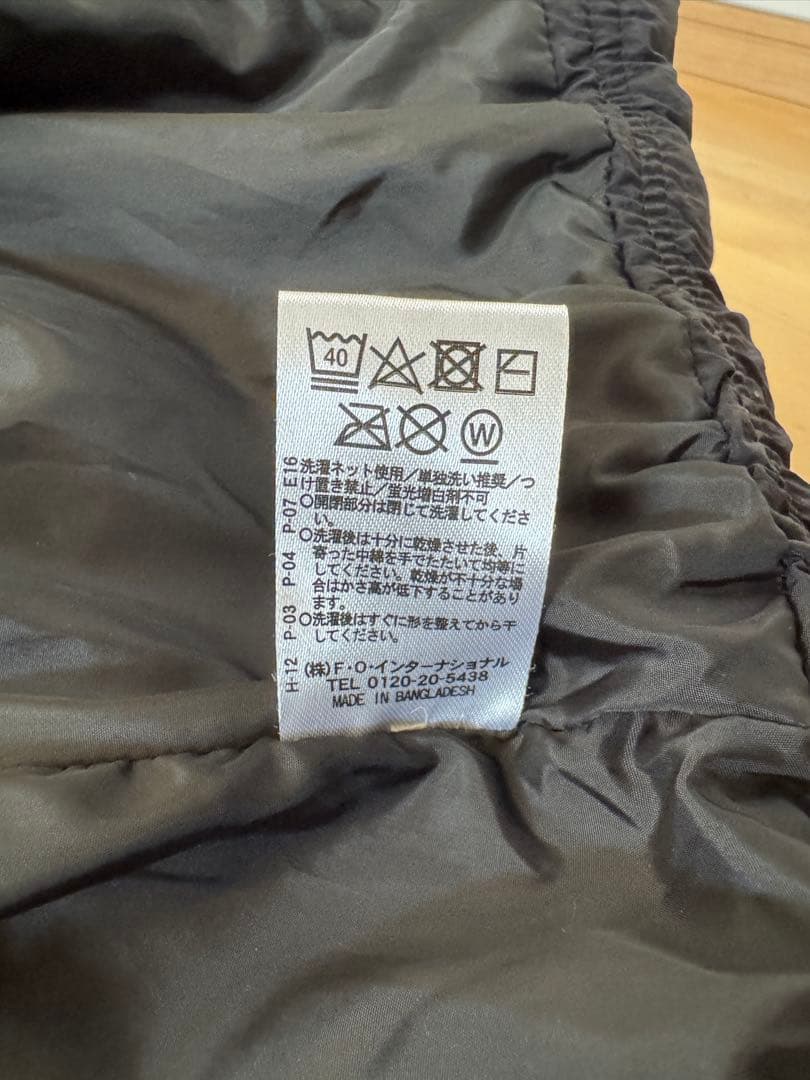 40
W
洗濯ネット使用/単独洗い推奨/つ
け置き禁止/蛍光増白剤不可
○開閉部分は閉じて洗濯してくださ
い。
○洗濯後は十分に乾燥させた後、片
寄った中綿を手でたたいて均等に
してください。乾燥が不十分な場
合はかさ高が低下することがあり
ます。
○洗濯後はすぐに形を整えてから干
してください。
(株)F・O・インターナショナル
TEL 0120-20-5438
MADE IN BANGLADESH
H-12 P-03 P-04 P-07 E16